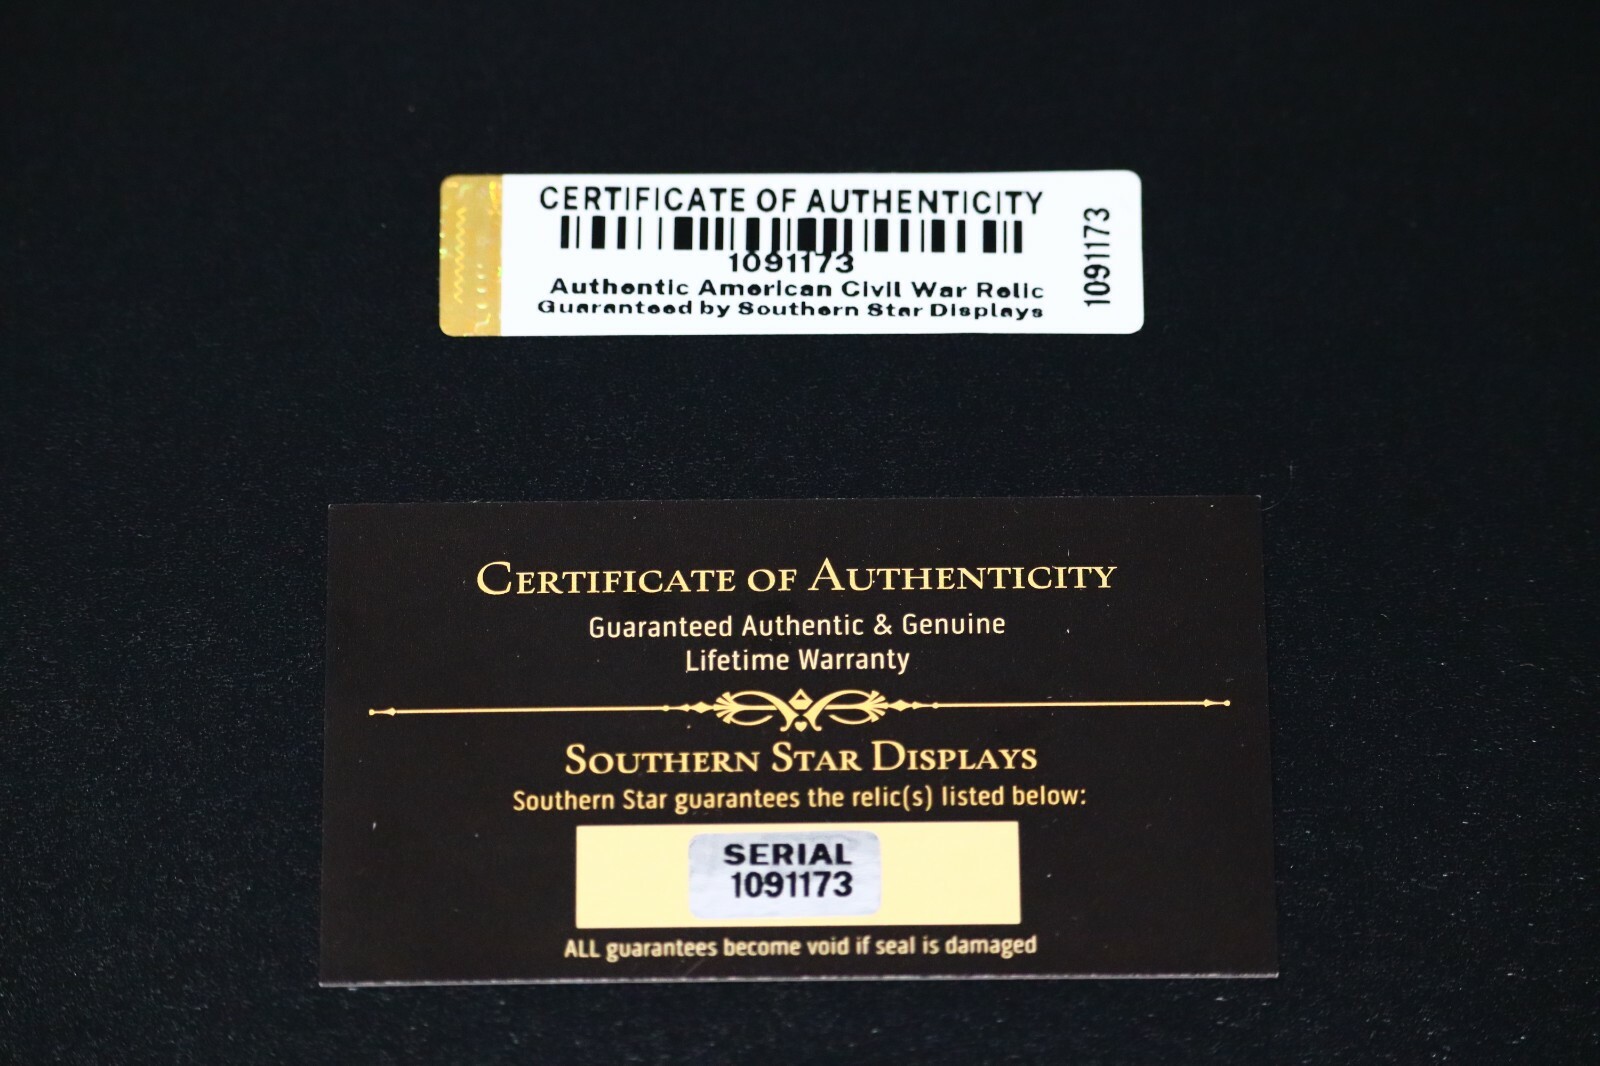 CERTIFICATE OF AUTHENTICITY
1091173
Authentic American Civil War Relic
Guaranteed by Southern Star Displays
1091173
CERTIFICATE OF AUTHENTICITY
Guaranteed Authentic & Genuine
Lifetime Warranty
SOUTHERN STAR DISPLAYS
Southern Star guarantees the relic(s) listed below:
SERIAL
1091173
ALL guarantees become void if seal is damaged